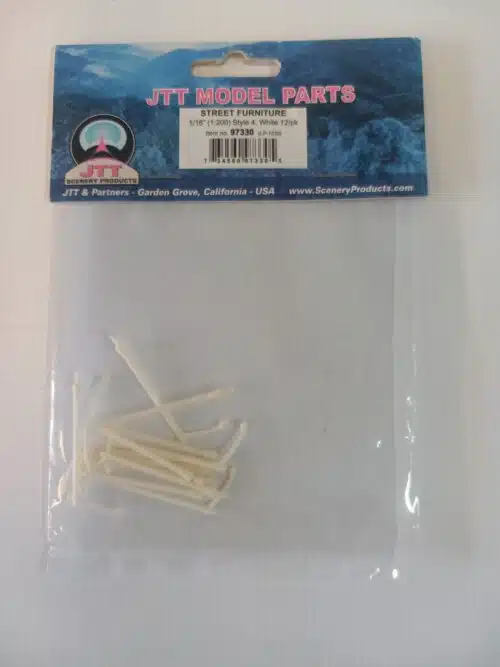 JTT MODEL PARTS
STREET FURNITURE
1/16" (1:200) Style 4, White 12/pk
Item no. 97330
JTT
SCENERY PRODUCTS
JTT & Partners - Garden Grove, California - USA
www.SceneryProducts.com